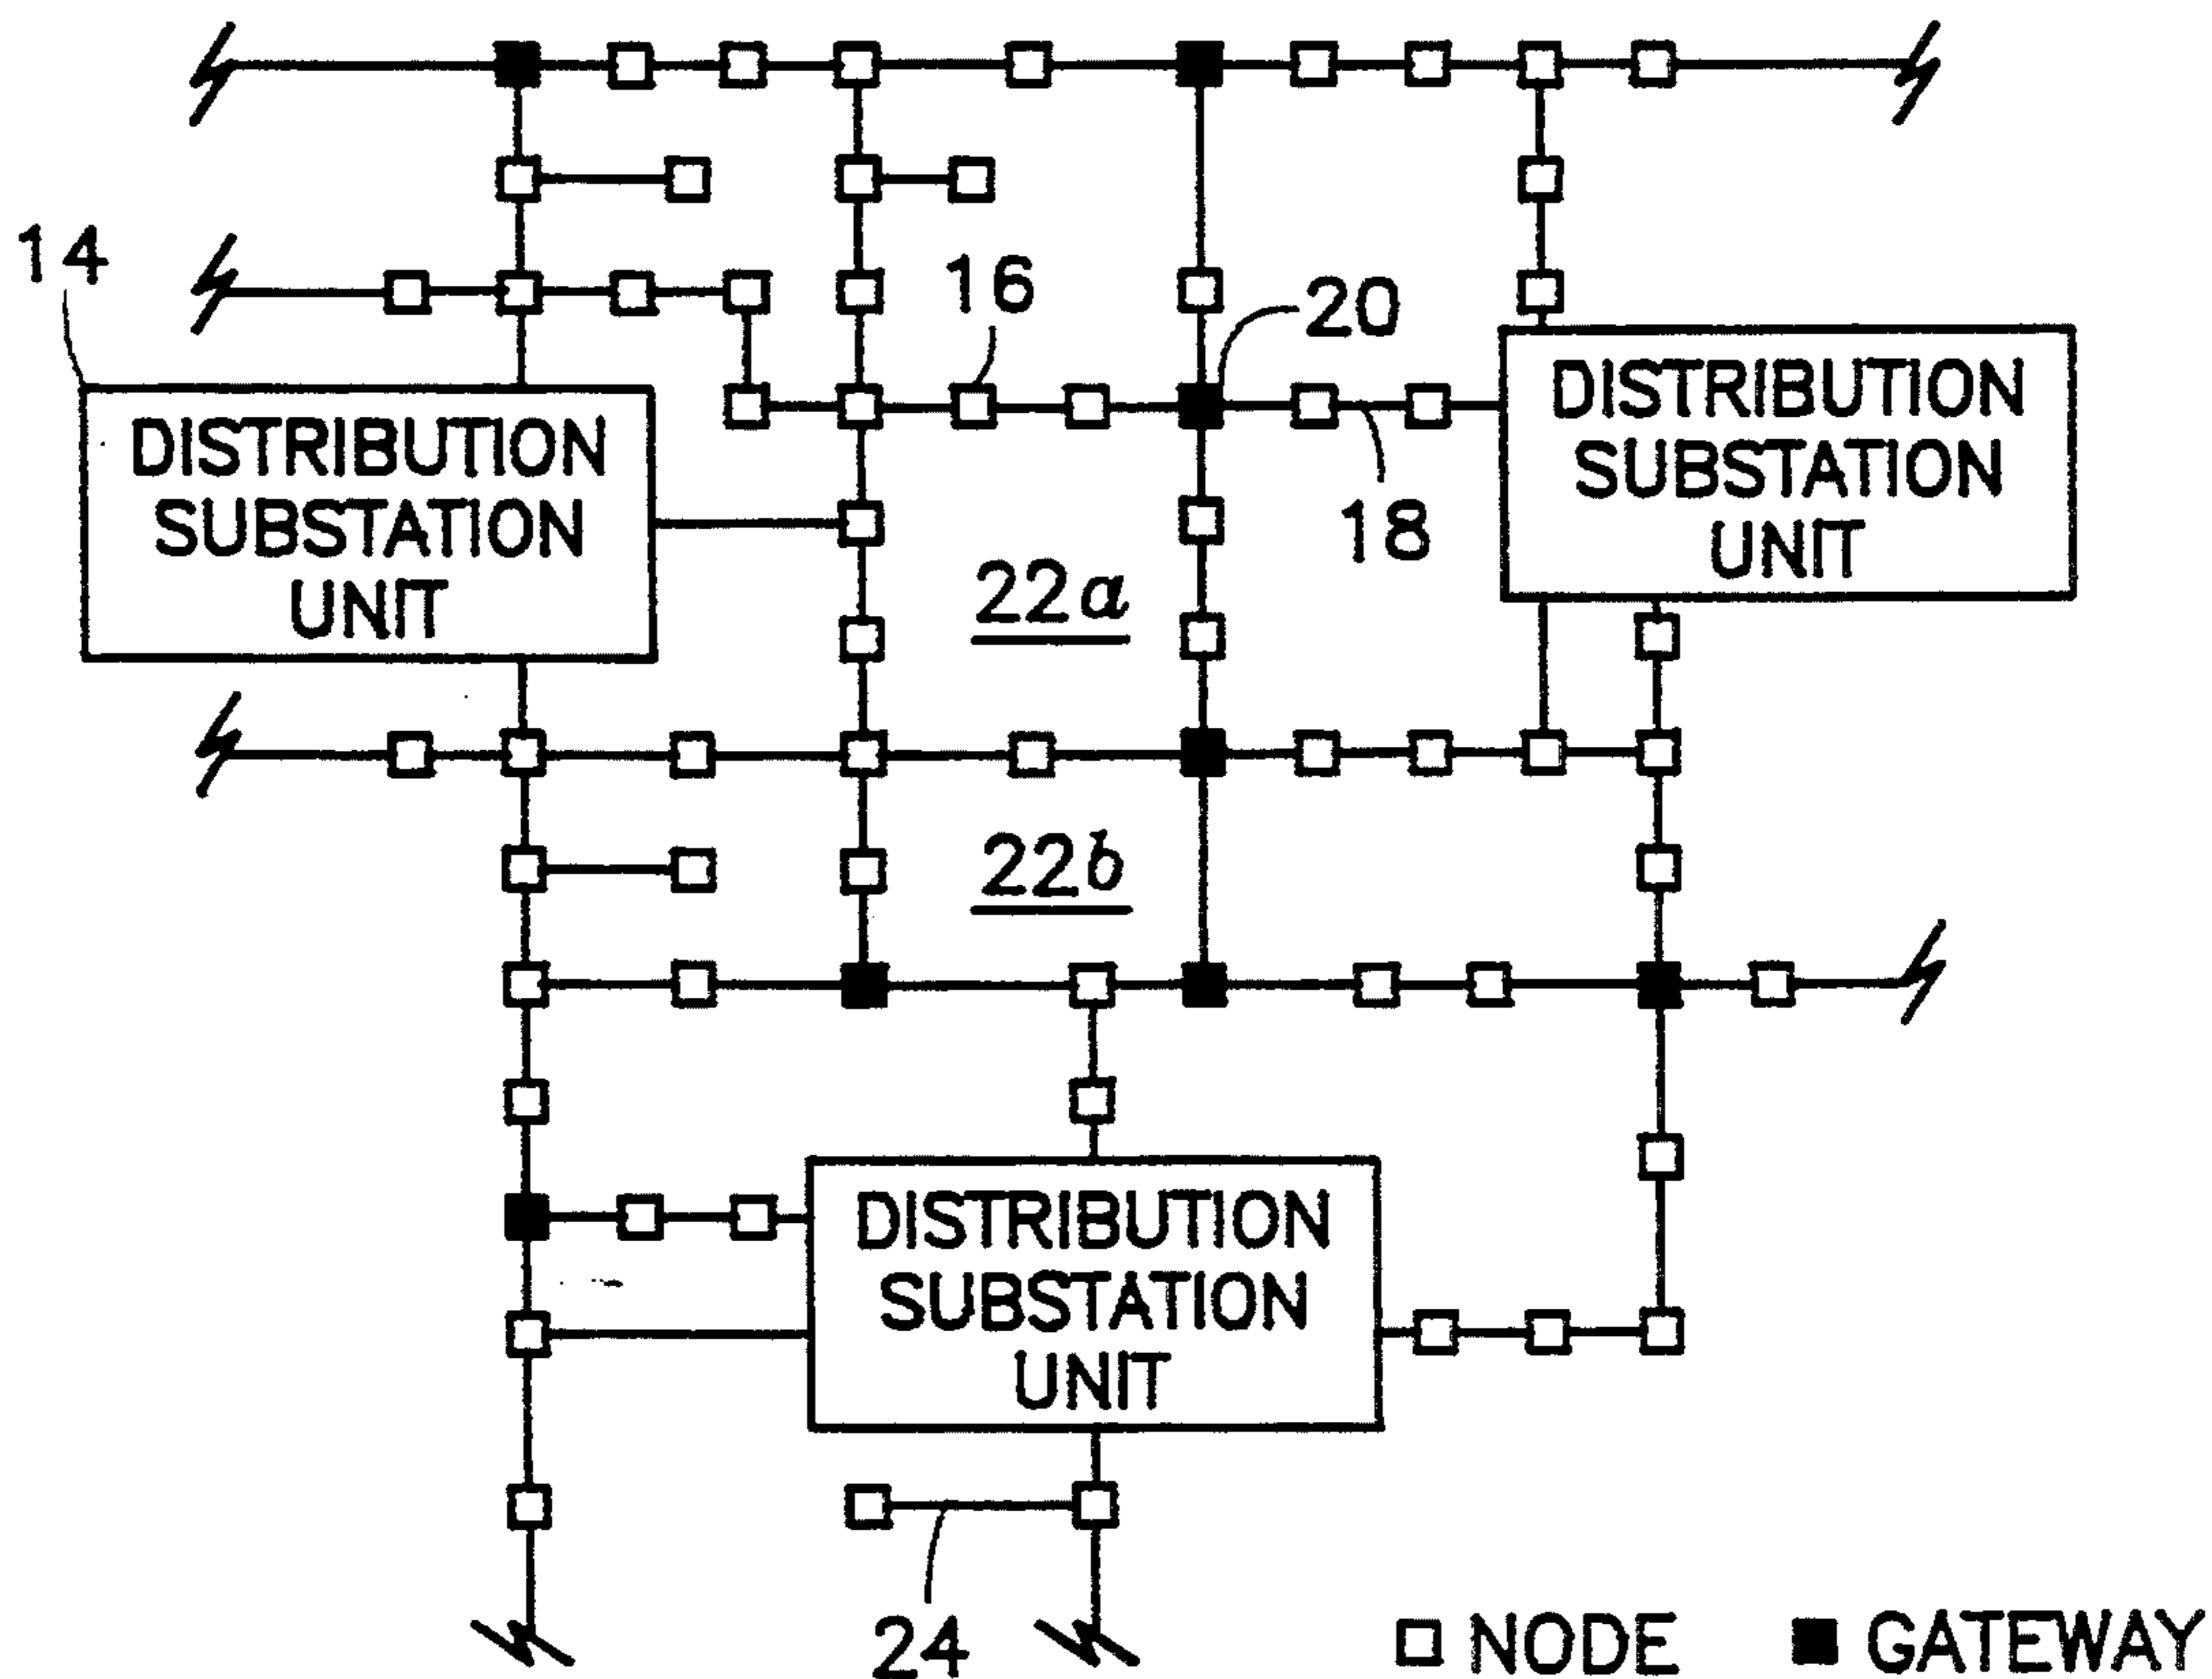 14
16
20
DISTRIBUTION
SUBSTATION
UNIT
DISTRIBUTION
SUBSTATION
UNIT
18
22a
22b
DISTRIBUTION
SUBSTATION
UNIT
24
NODE
GATEWAY